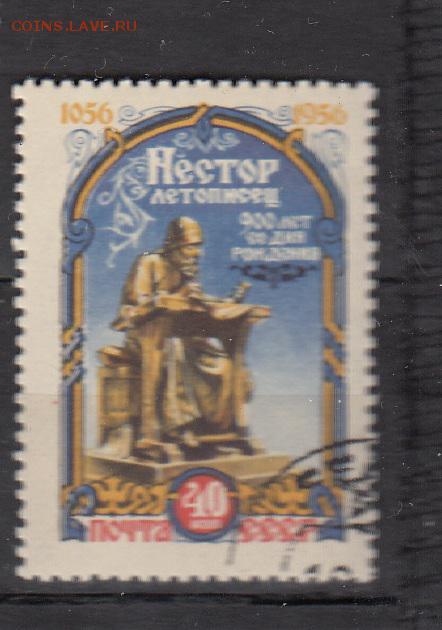 COINS.LAVE.RU
1056 1956
Нестор
летописец
900 лет
со дня
рождения
40
коп
ПОЧТА СССР